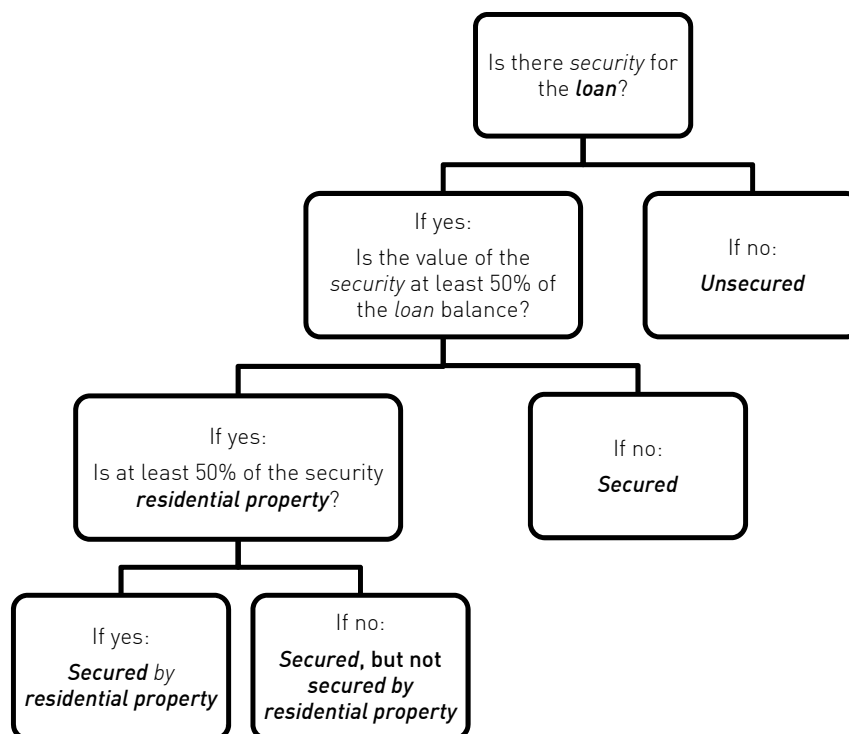 Is there security for
the loan?
If yes:
Is the value of the
security at least 50% of
the loan balance?
If no:
Unsecured
If yes:
Is at least 50% of the security
residential property?
If no:
Secured
If yes:
Secured by
residential property
If no:
Secured, but not
secured by
residential property